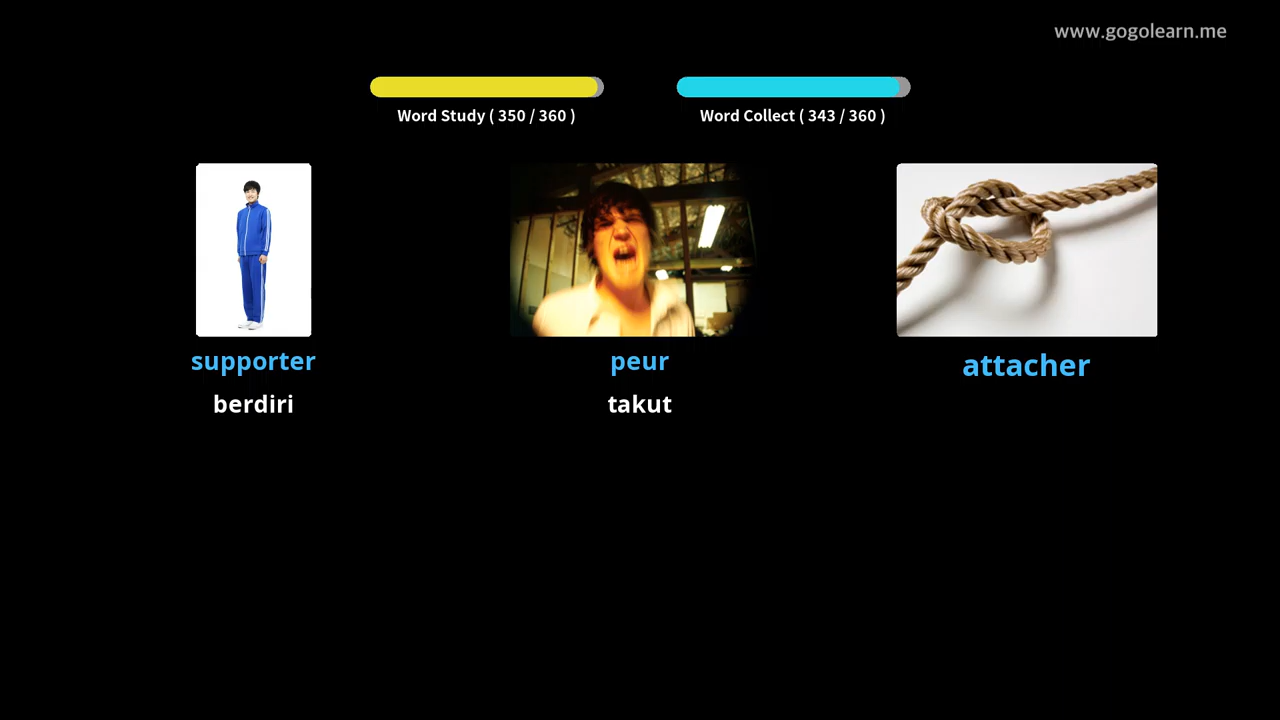 www.gogolearn.me
Word Study ( 350 / 360 )
Word Collect ( 343 / 360 )
supporter
berdiri
peur
takut
attacher